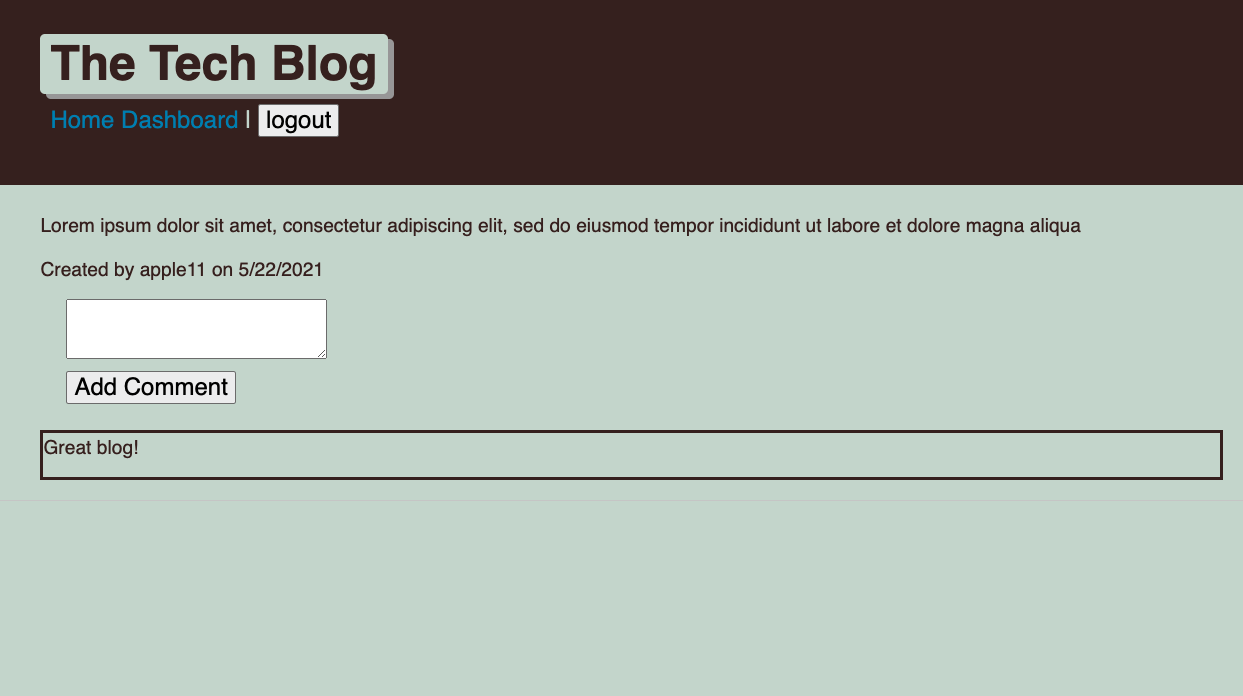 The Tech Blog
Home Dashboard | logout
Lorem ipsum dolor sit amet, consectetur adipiscing elit, sed do eiusmod tempor incididunt ut labore et dolore magna aliqua
Created by apple11 on 5/22/2021
Add Comment
Great blog!